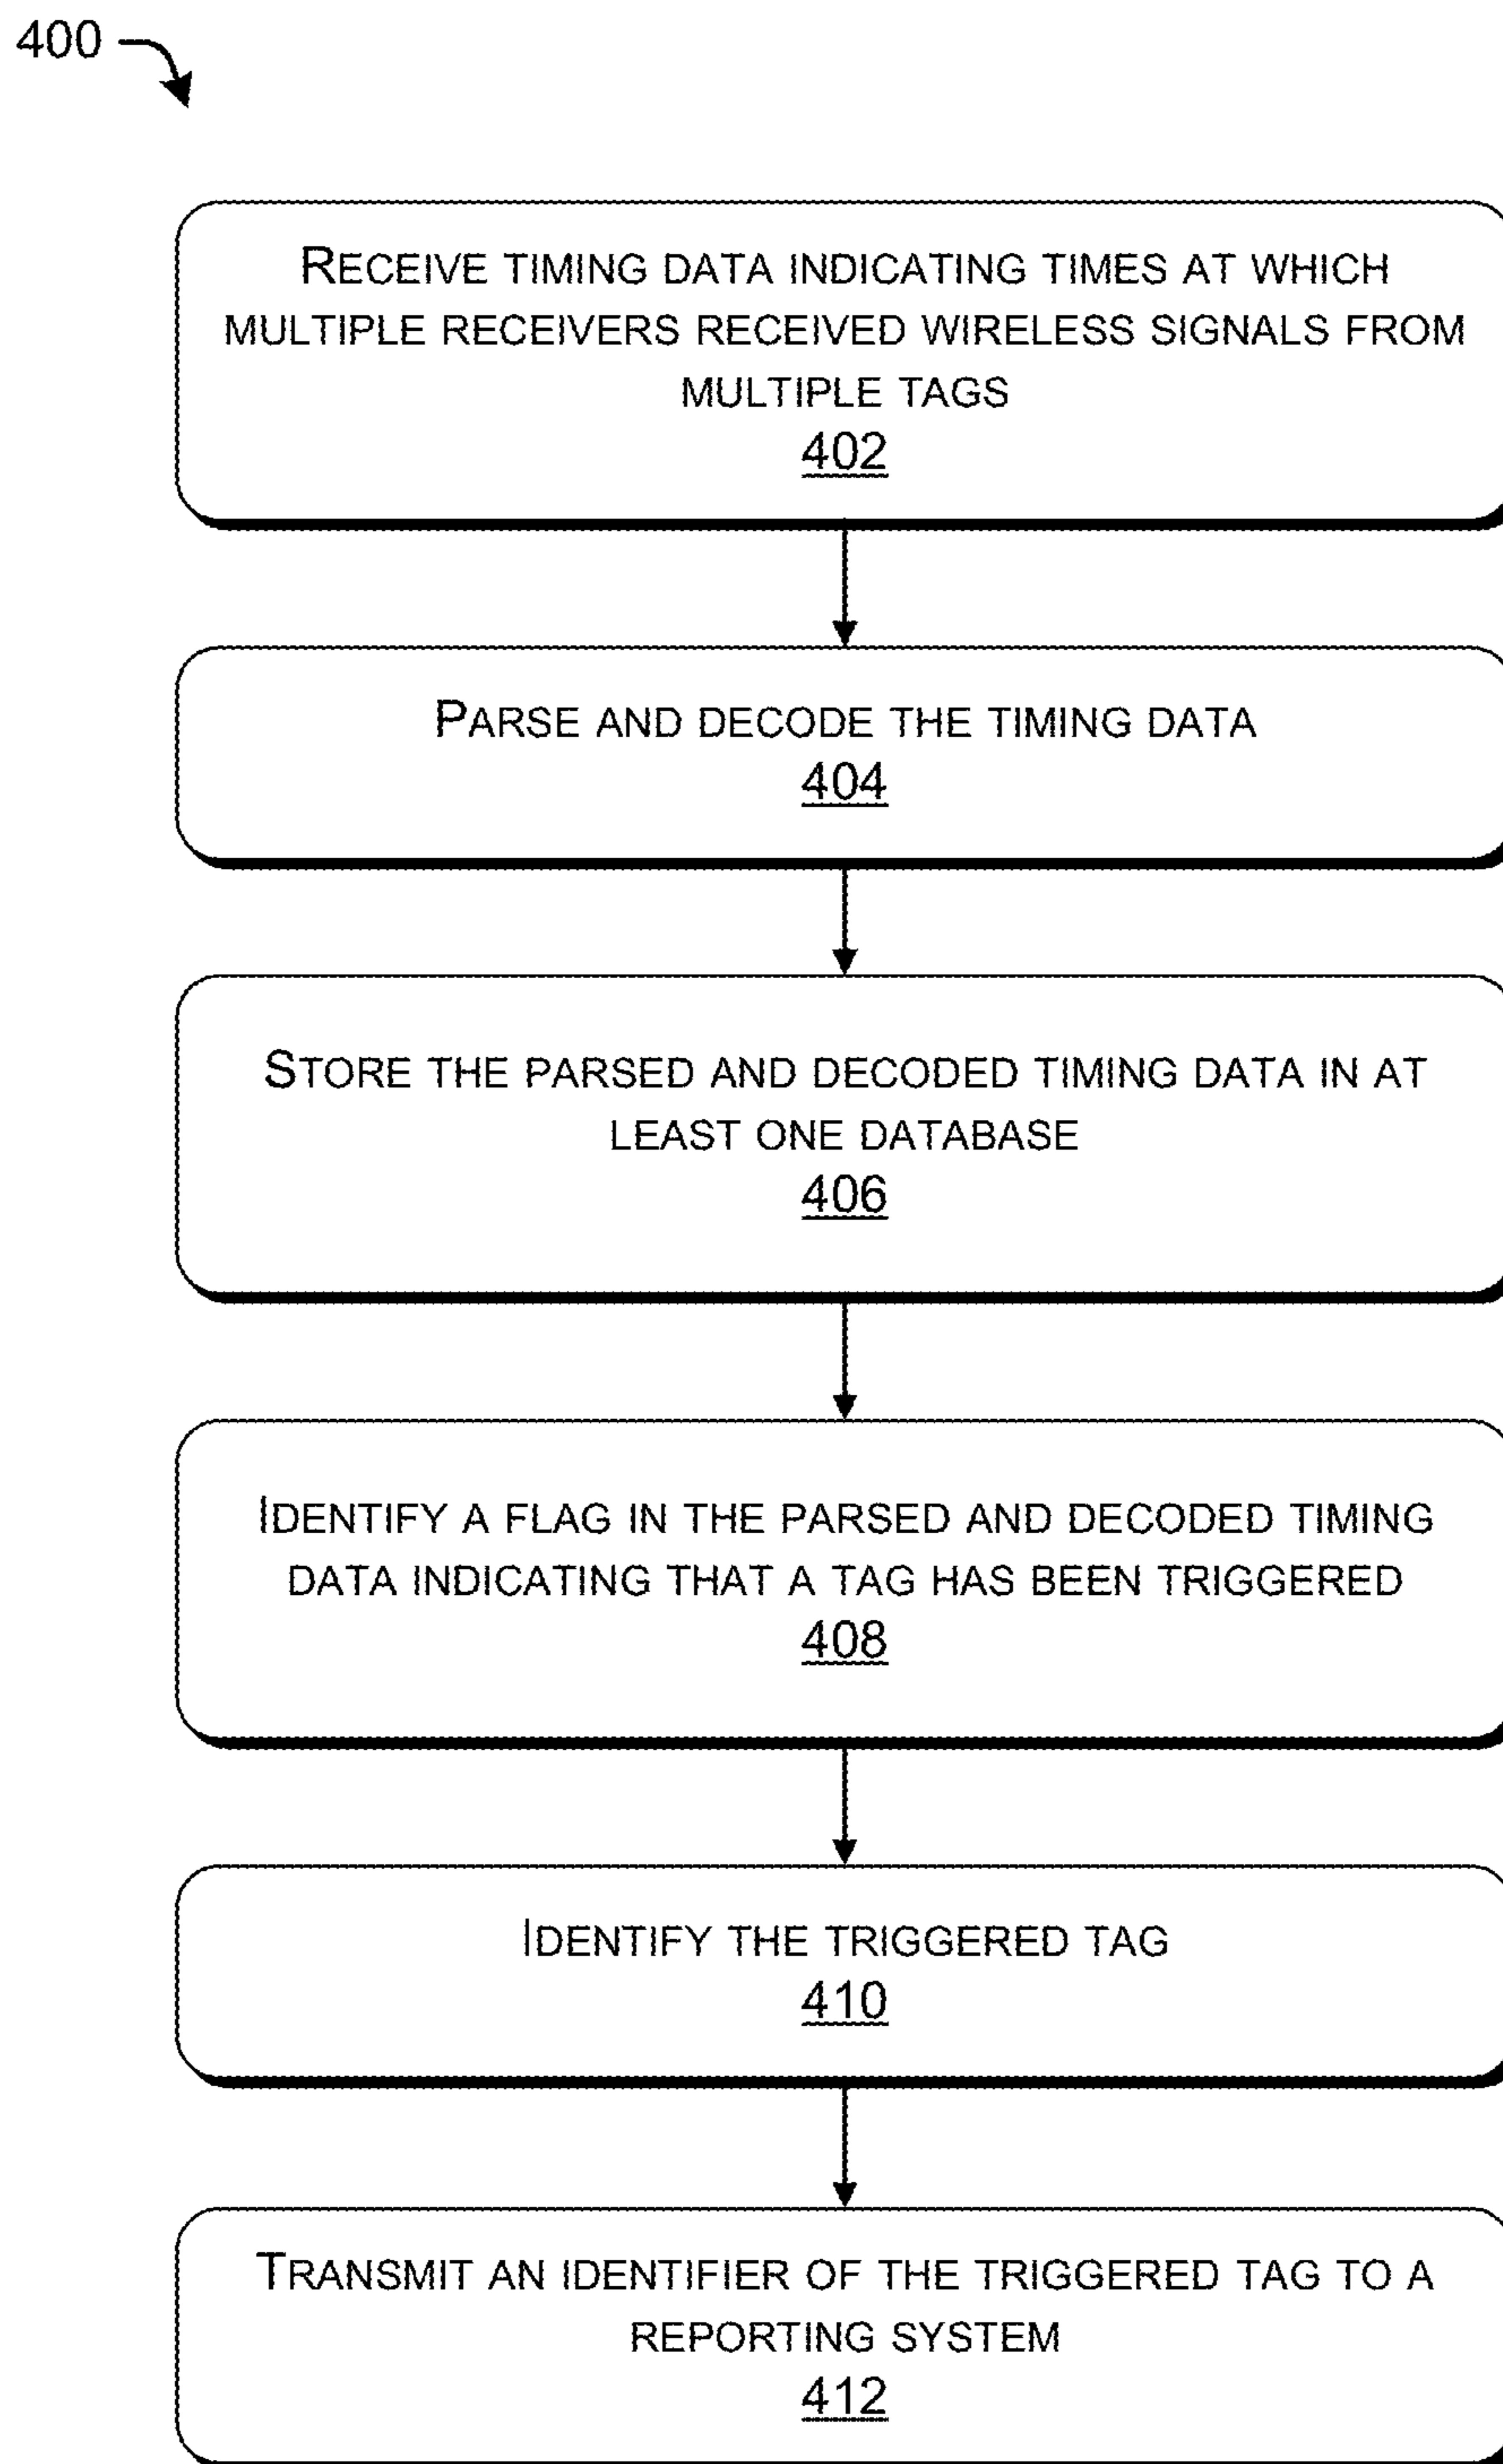 400
RECEIVE TIMING DATA INDICATING TIMES AT WHICH
MULTIPLE RECEIVERS RECEIVED WIRELESS SIGNALS FROM
MULTIPLE TAGS
402
PARSE AND DECODE THE TIMING DATA
404
STORE THE PARSED AND DECODED TIMING DATA IN AT
LEAST ONE DATABASE
406
IDENTIFY A FLAG IN THE PARSED AND DECODED TIMING
DATA INDICATING THAT A TAG HAS BEEN TRIGGERED
408
IDENTIFY THE TRIGGERED TAG
410
TRANSMIT AN IDENTIFIER OF THE TRIGGERED TAG TO A
REPORTING SYSTEM
412